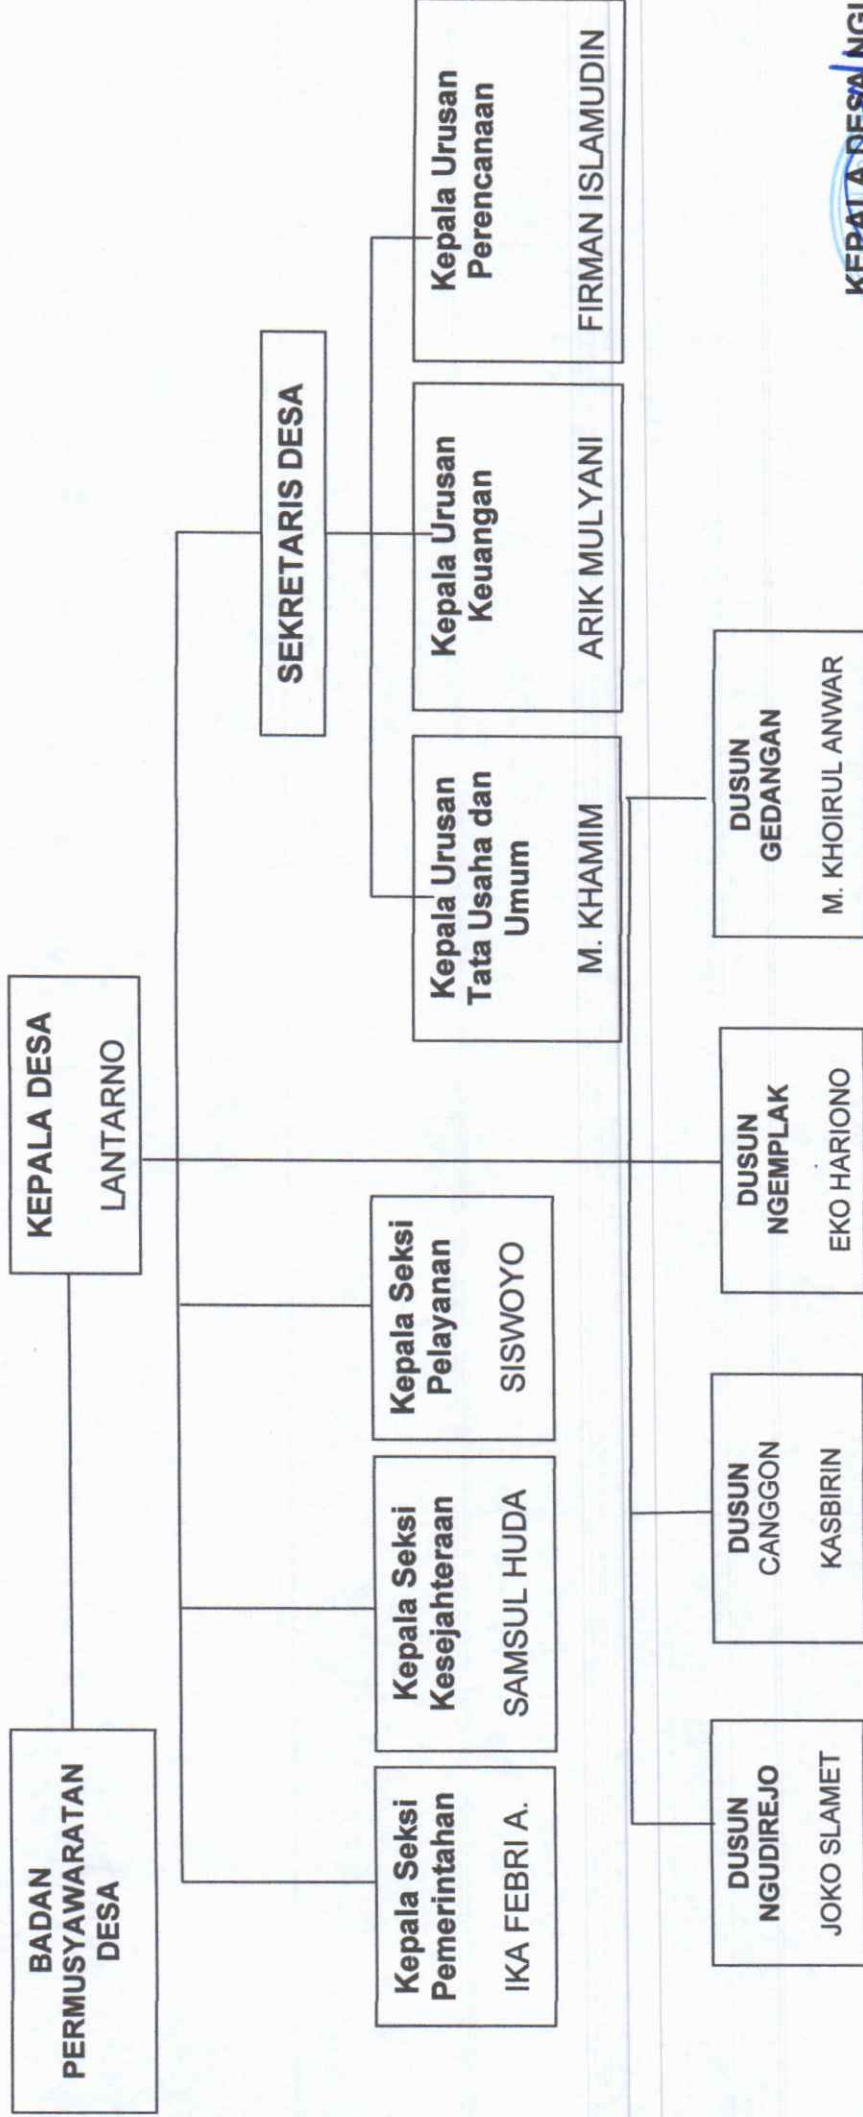 BADAN
PERMUSYAWARATAN
DESA
KEPALA DESA
LANTARNO
SEKRETARIS DESA
Kepala Seksi
Pemerintahan
IKA FEBRI A.
Kepala Seksi
Kesejahteraan
SAMSUL HUDA
Kepala Seksi
Pelayanan
SISWOYO
Kepala Urusan
Tata Usaha dan
Umum
M. KHAMIM
Kepala Urusan
Keuangan
ARIK MULYANI
Kepala Urusan
Perencanaan
FIRMAN ISLAMUDIN
DUSUN
NGUDIREJO
JOKO SLAMET
DUSUN
CANGGON
KASBIRIN
DUSUN
NGEMPLAK
EKO HARIONO
DUSUN
GEDANGAN
M. KHOIRUL ANWAR
KEPALA DESA